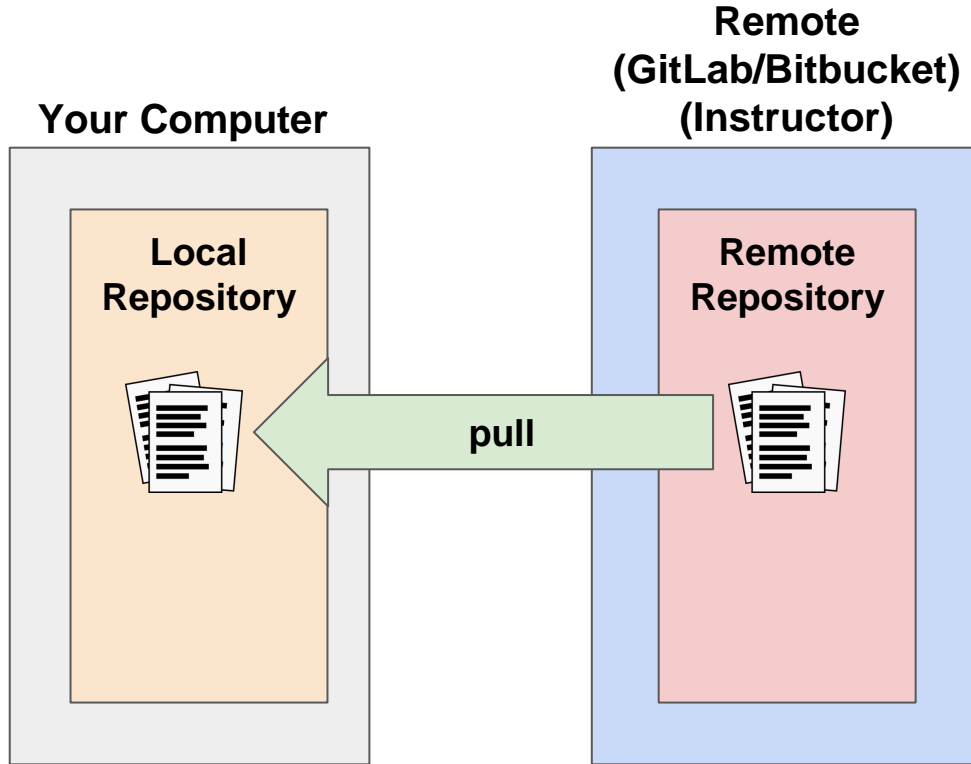 Your Computer
Local
Repository
pull
Remote
(GitLab/Bitbucket)
(Instructor)
Remote
Repository